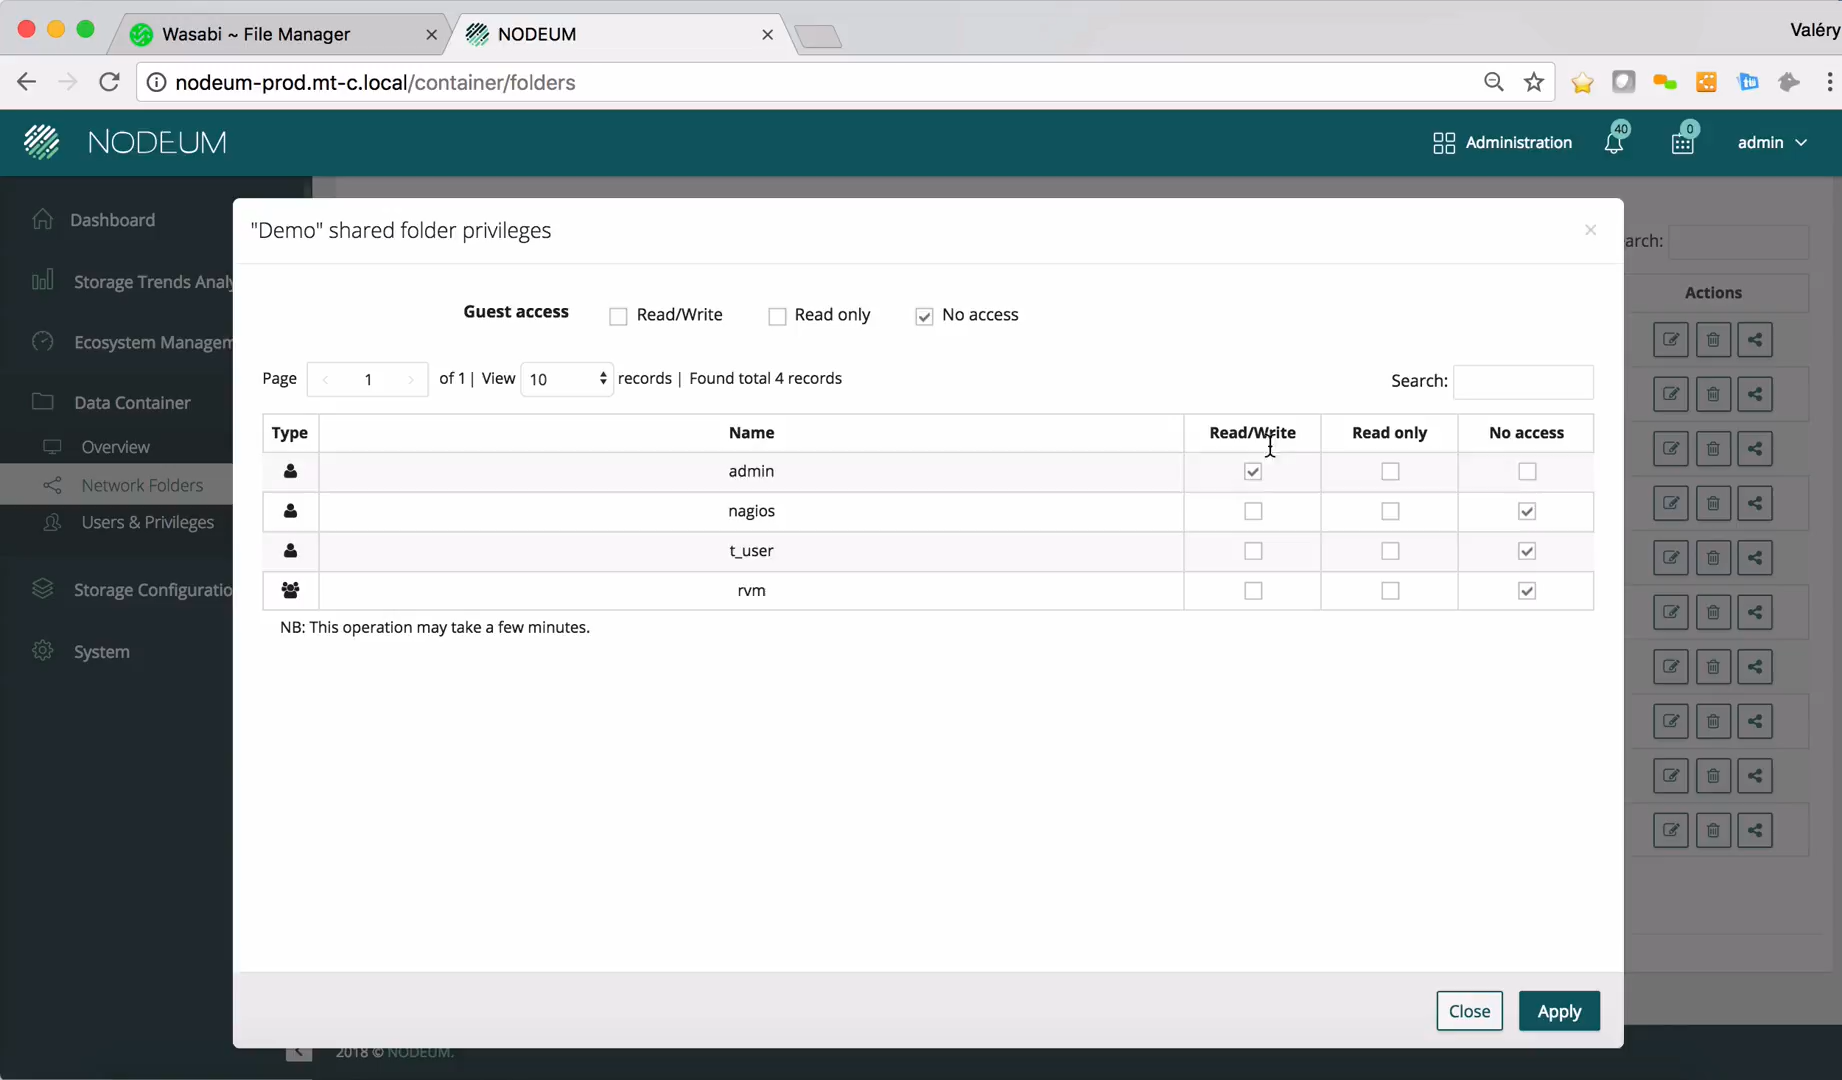 Wasabi ~ File Manager
NODEUM
Valéry
nodeum-prod.mt-c.local/container/folders
NODEUM
Administration
40
0
admin
Dashboard
Storage Trends Analy
Ecosystem Managem
Data Container
Overview
Network Folders
Users & Privileges
Storage Configuratio
System
"Demo" shared folder privileges
×
arch:
Actions
Guest access Read/Write Read only No access
Page 1 of 1 | View 10 records | Found total 4 records
Search:
Type Name Read/Write Read only No access
admin
nagios
t_user
rvm
NB: This operation may take a few minutes.
Close Apply
2018 © NODEUM.